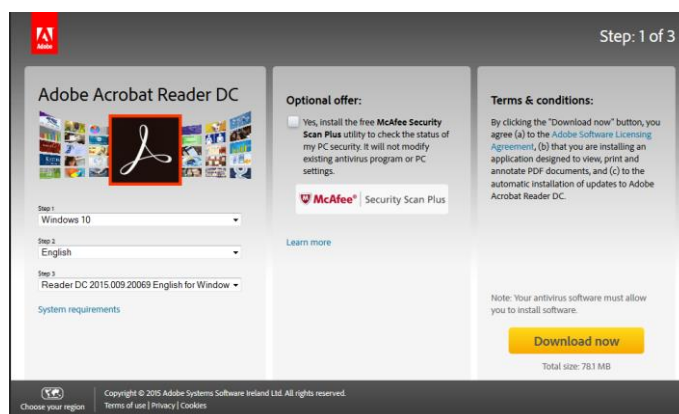 Adobe
Step: 1 of 3
Adobe Acrobat Reader DC
Step 1
Windows 10
Step 2
English
Step 3
Reader DC 2015.009.20069 English for Window
System requirements
Optional offer:
Yes, install the free McAfee Security
Scan Plus utility to check the status of
my PC security. It will not modify
existing antivirus program or PC
settings.
McAfee® Security Scan Plus
Learn more
Terms & conditions:
By clicking the "Download now" button, you
agree (a) to the Adobe Software Licensing
Agreement, (b) that you are installing an
application designed to view, print and
annotate PDF documents, and (c) to the
automatic installation of updates to Adobe
Acrobat Reader DC.
Note: Your antivirus software must allow
you to install software.
Download now
Total size: 78.1 MB
Choose your region
Copyright © 2015 Adobe Systems Software Ireland Ltd. All rights reserved.
Terms of use | Privacy | Cookies